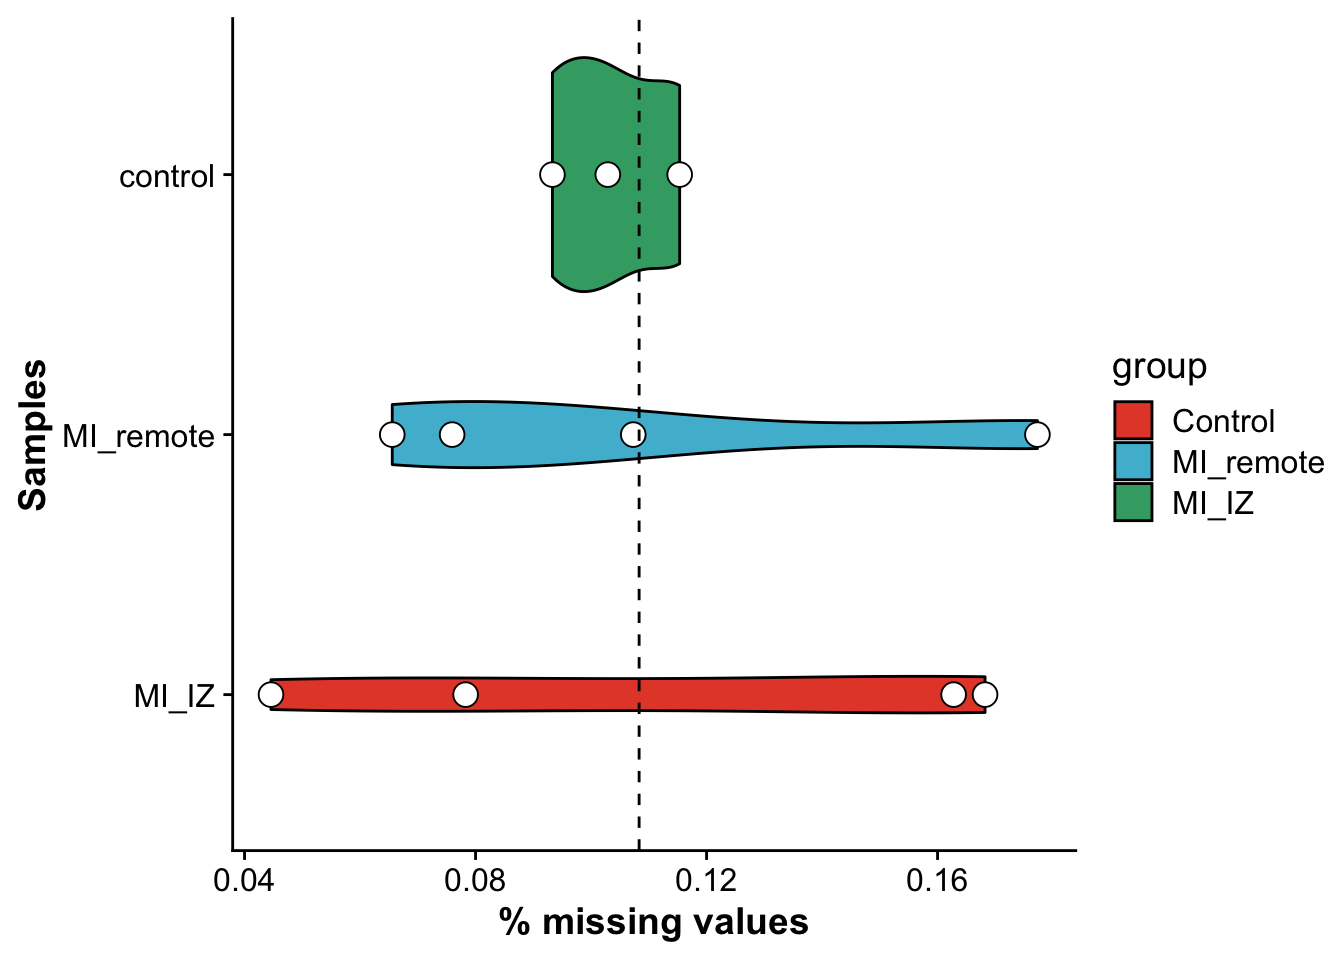 Samples
control
MI_remote
MI_IZ
0.04 0.08 0.12 0.16
% missing values
group
Control
MI_remote
MI_IZ